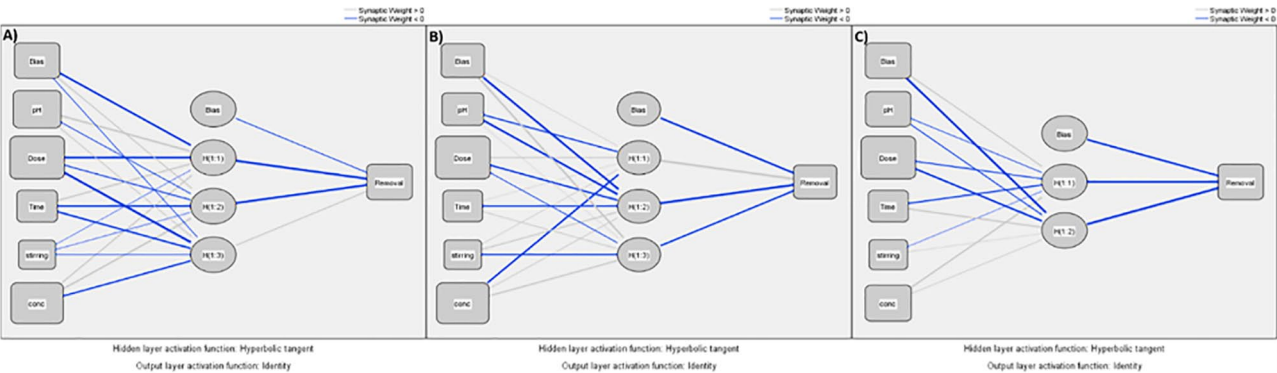 Synaptic Weight > 0
Synaptic Weight < 0
A)
Bias
pH
Dose
Time
stirring
conc
Bias
H(1:1)
H(1:2)
H(1:3)
Removal
Hidden layer activation function: Hyperbolic tangent
Output layer activation function: Identity
Synaptic Weight > 0
Synaptic Weight < 0
B)
Bias
pH
Dose
Time
stirring
conc
Bias
H(1:1)
H(1:2)
H(1:3)
Removal
Hidden layer activation function: Hyperbolic tangent
Output layer activation function: Identity
Synaptic Weight > 0
Synaptic Weight < 0
C)
Bias
pH
Dose
Time
stirring
conc
Bias
H(1:1)
H(1:2)
Removal
Hidden layer activation function: Hyperbolic tangent
Output layer activation function: Identity